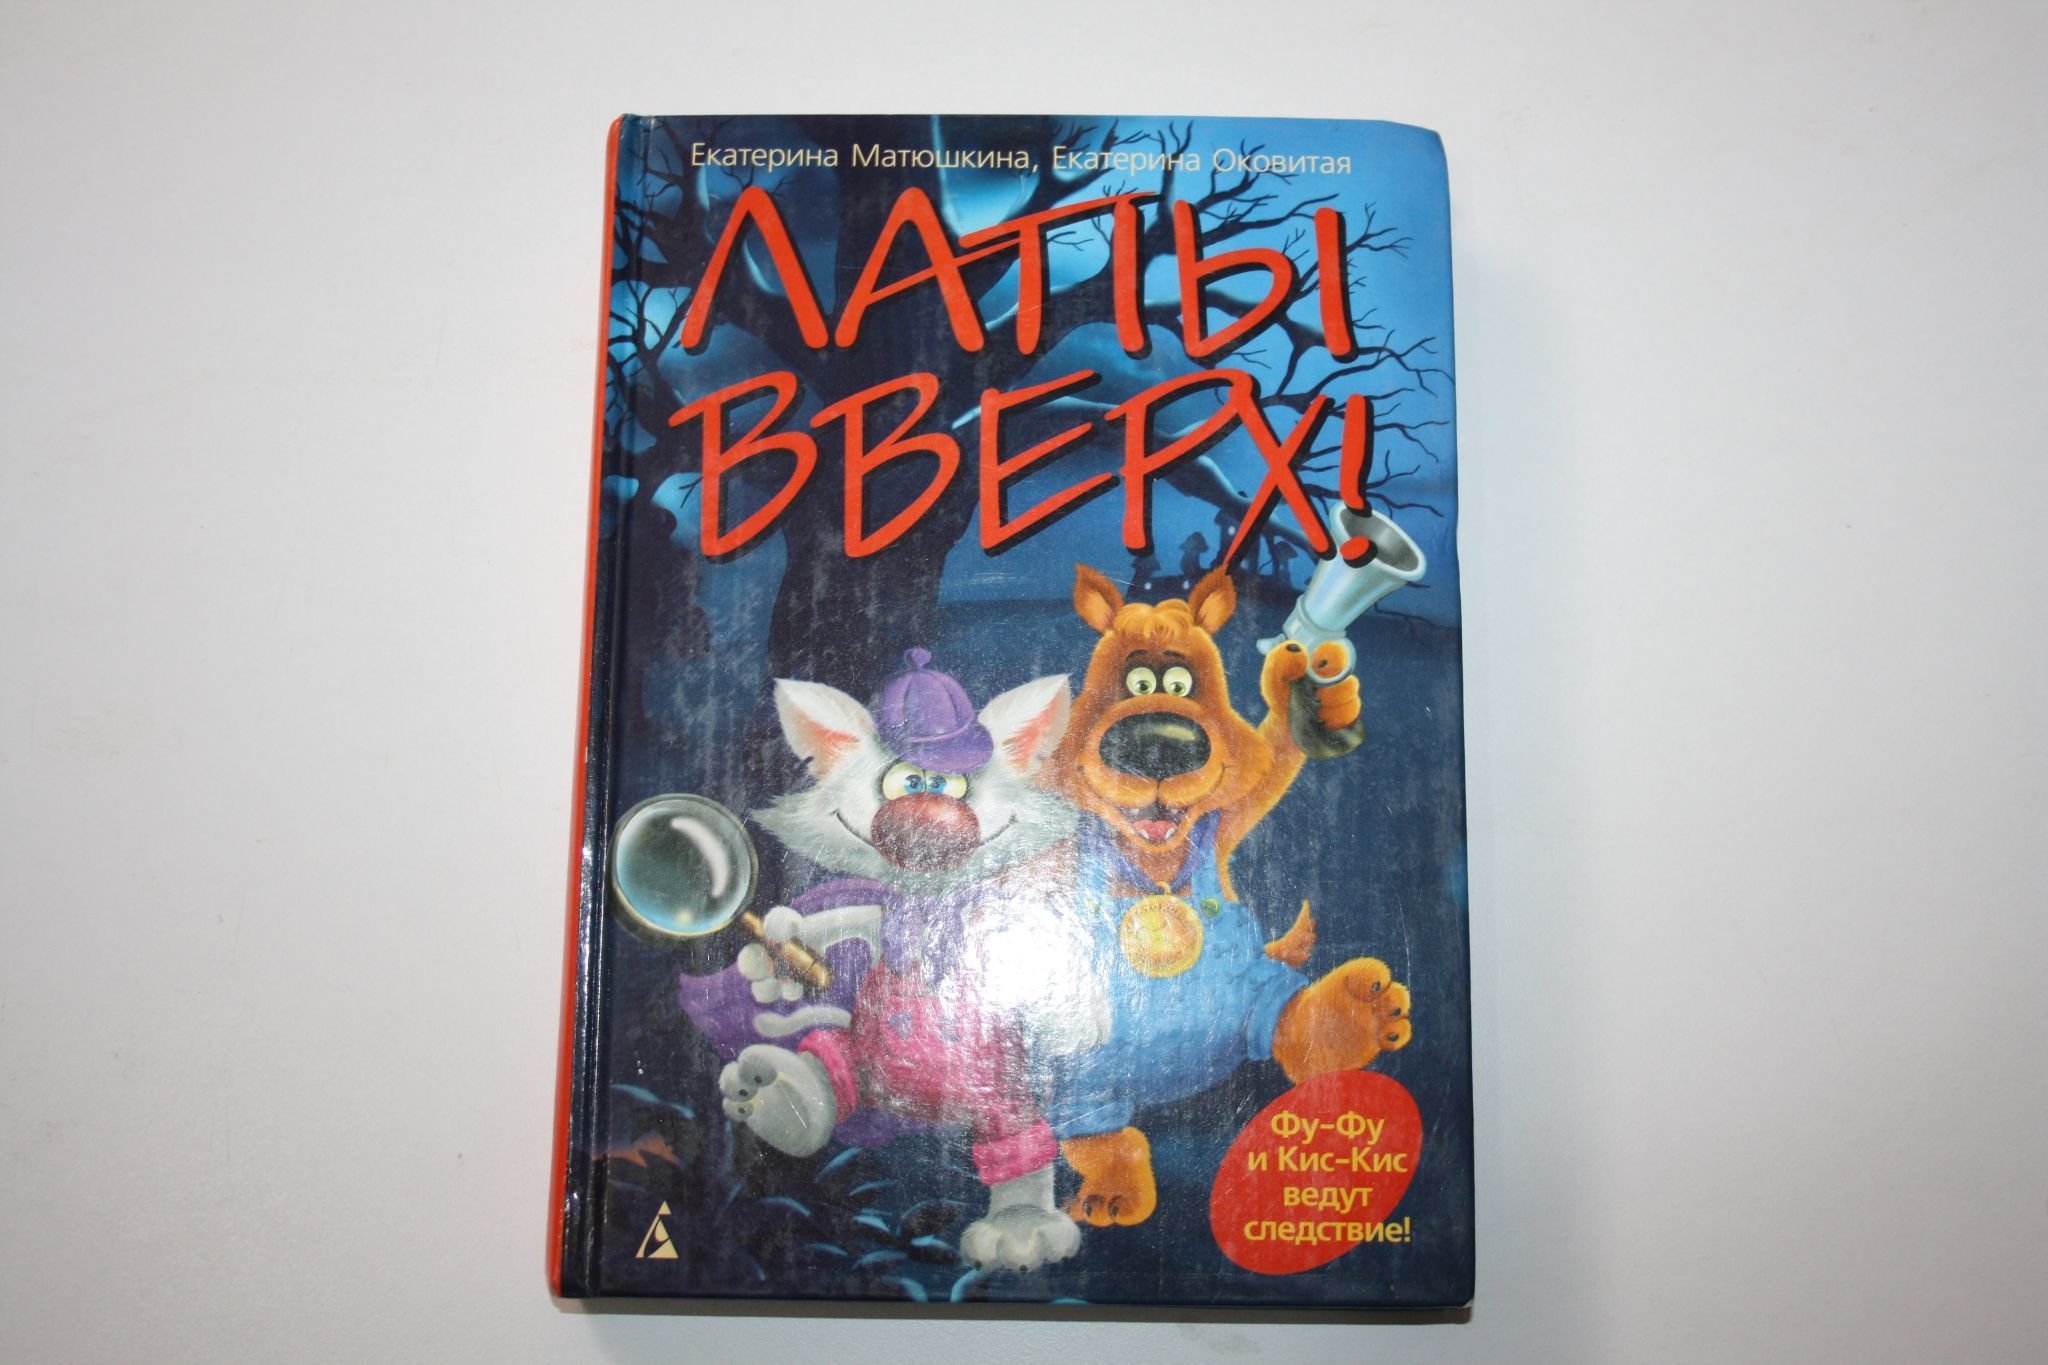 Екатерина Матюшкина, Екатерина Оковитая
ЛАПЫ
ВВЕРХ!
Фу-Фу
и Кис-Кис
ведут
следствие!